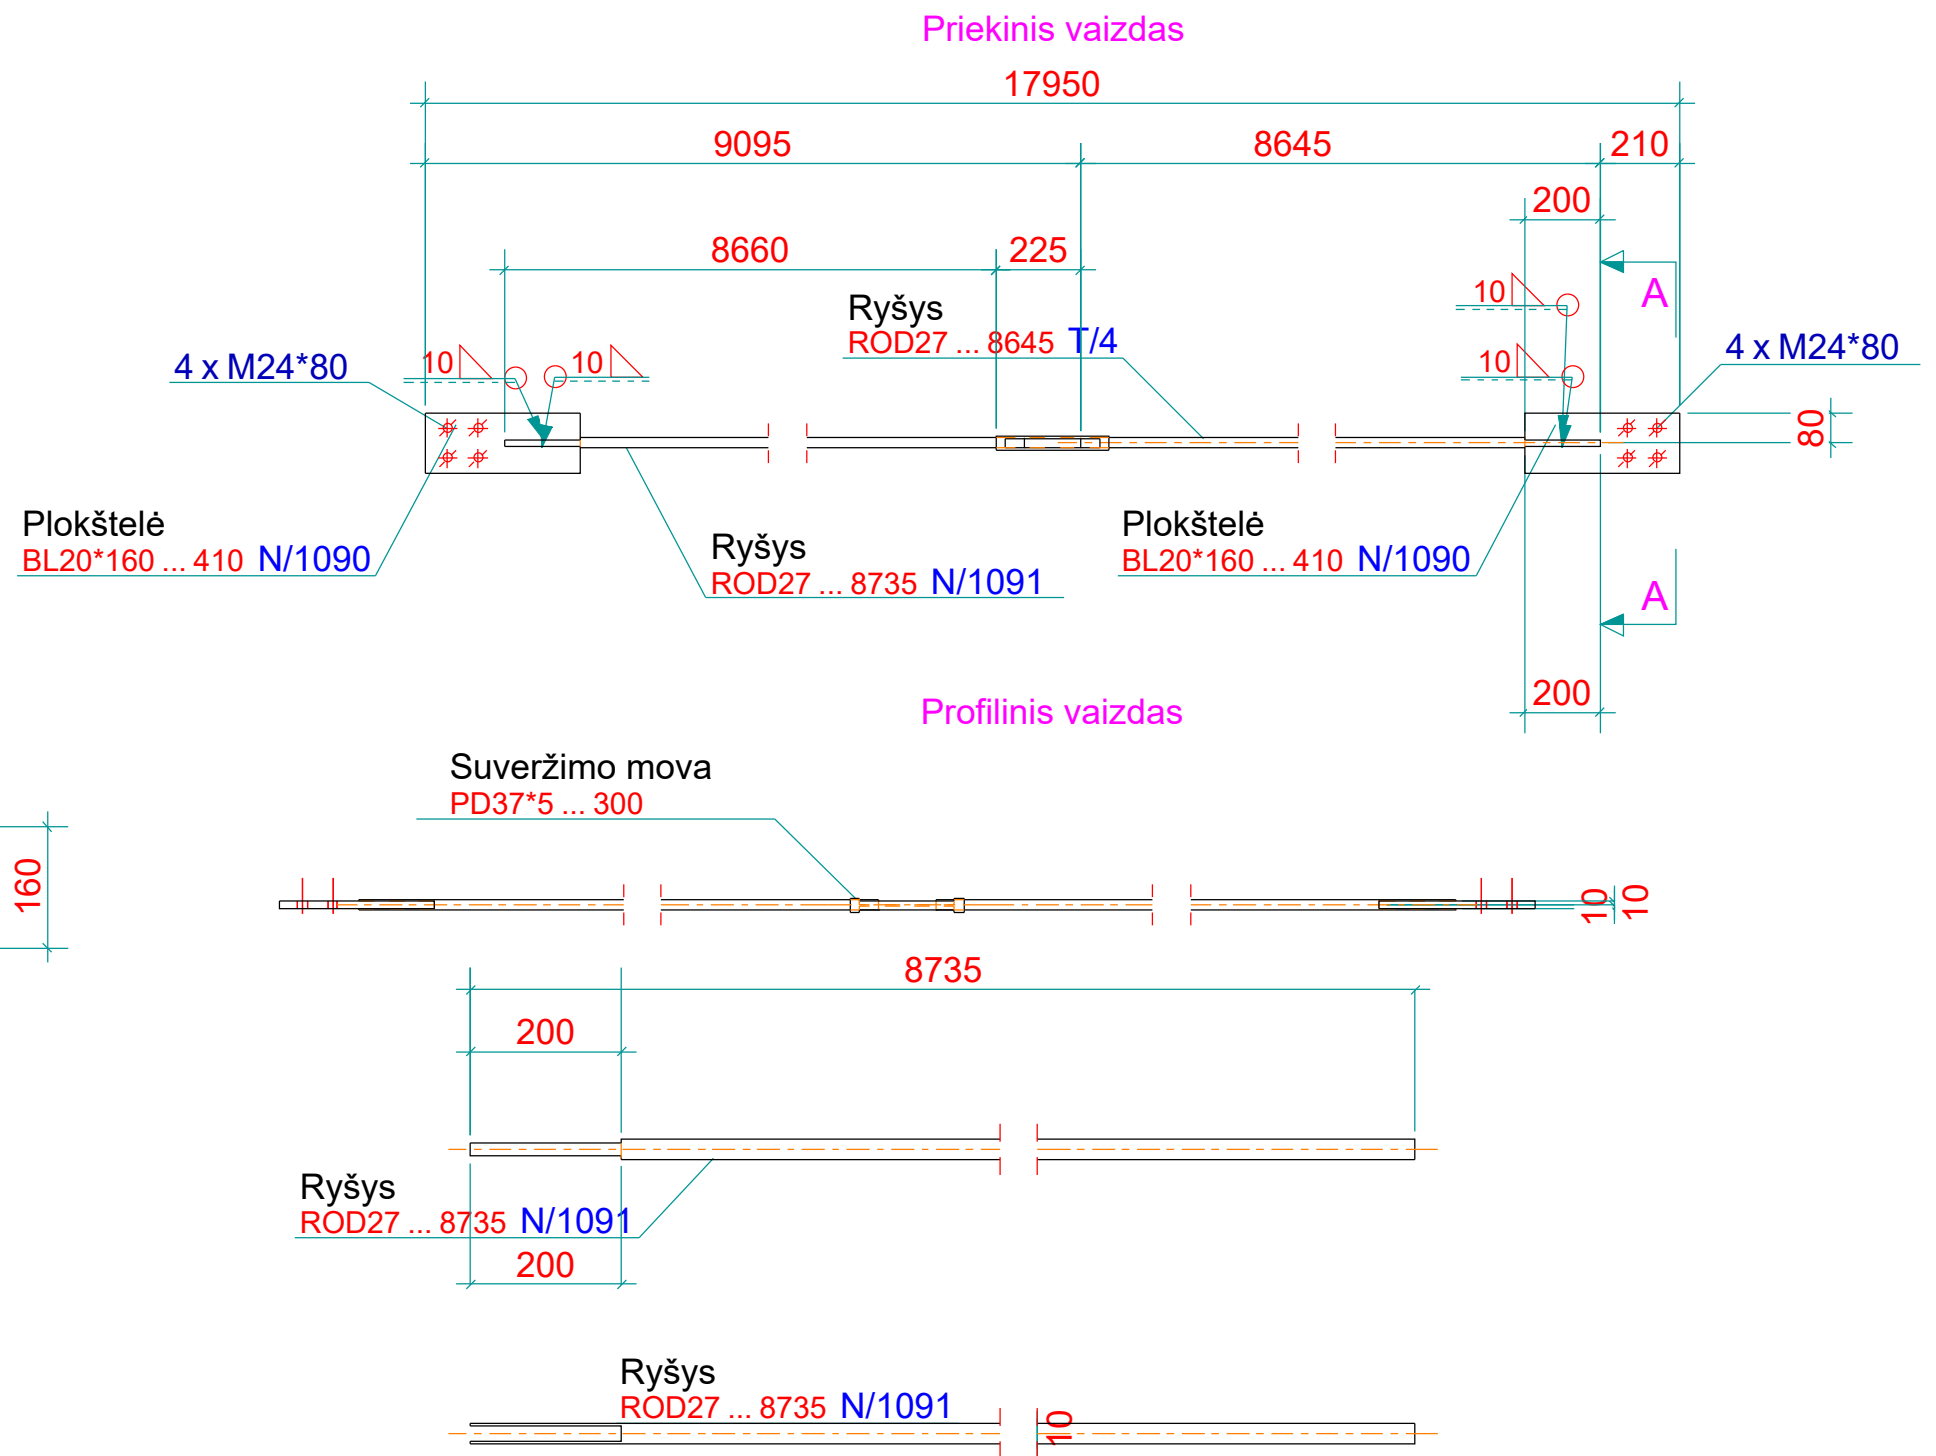 Priekinis vaizdas
17950
9095
8645
210
200
8660
225
Ryšys
ROD27 ... 8645 T/4
10
A
10
4 x M24*80
10
10
4 x M24*80
80
Plokštelė
BL20*160 ... 410 N/1090
Ryšys
ROD27 ... 8735 N/1091
Plokštelė
BL20*160 ... 410 N/1090
A
200
Profilinis vaizdas
Suveržimo mova
PD37*5 ... 300
160
10
10
8735
200
Ryšys
ROD27 ... 8735 N/1091
200
Ryšys
ROD27 ... 8735 N/1091
10